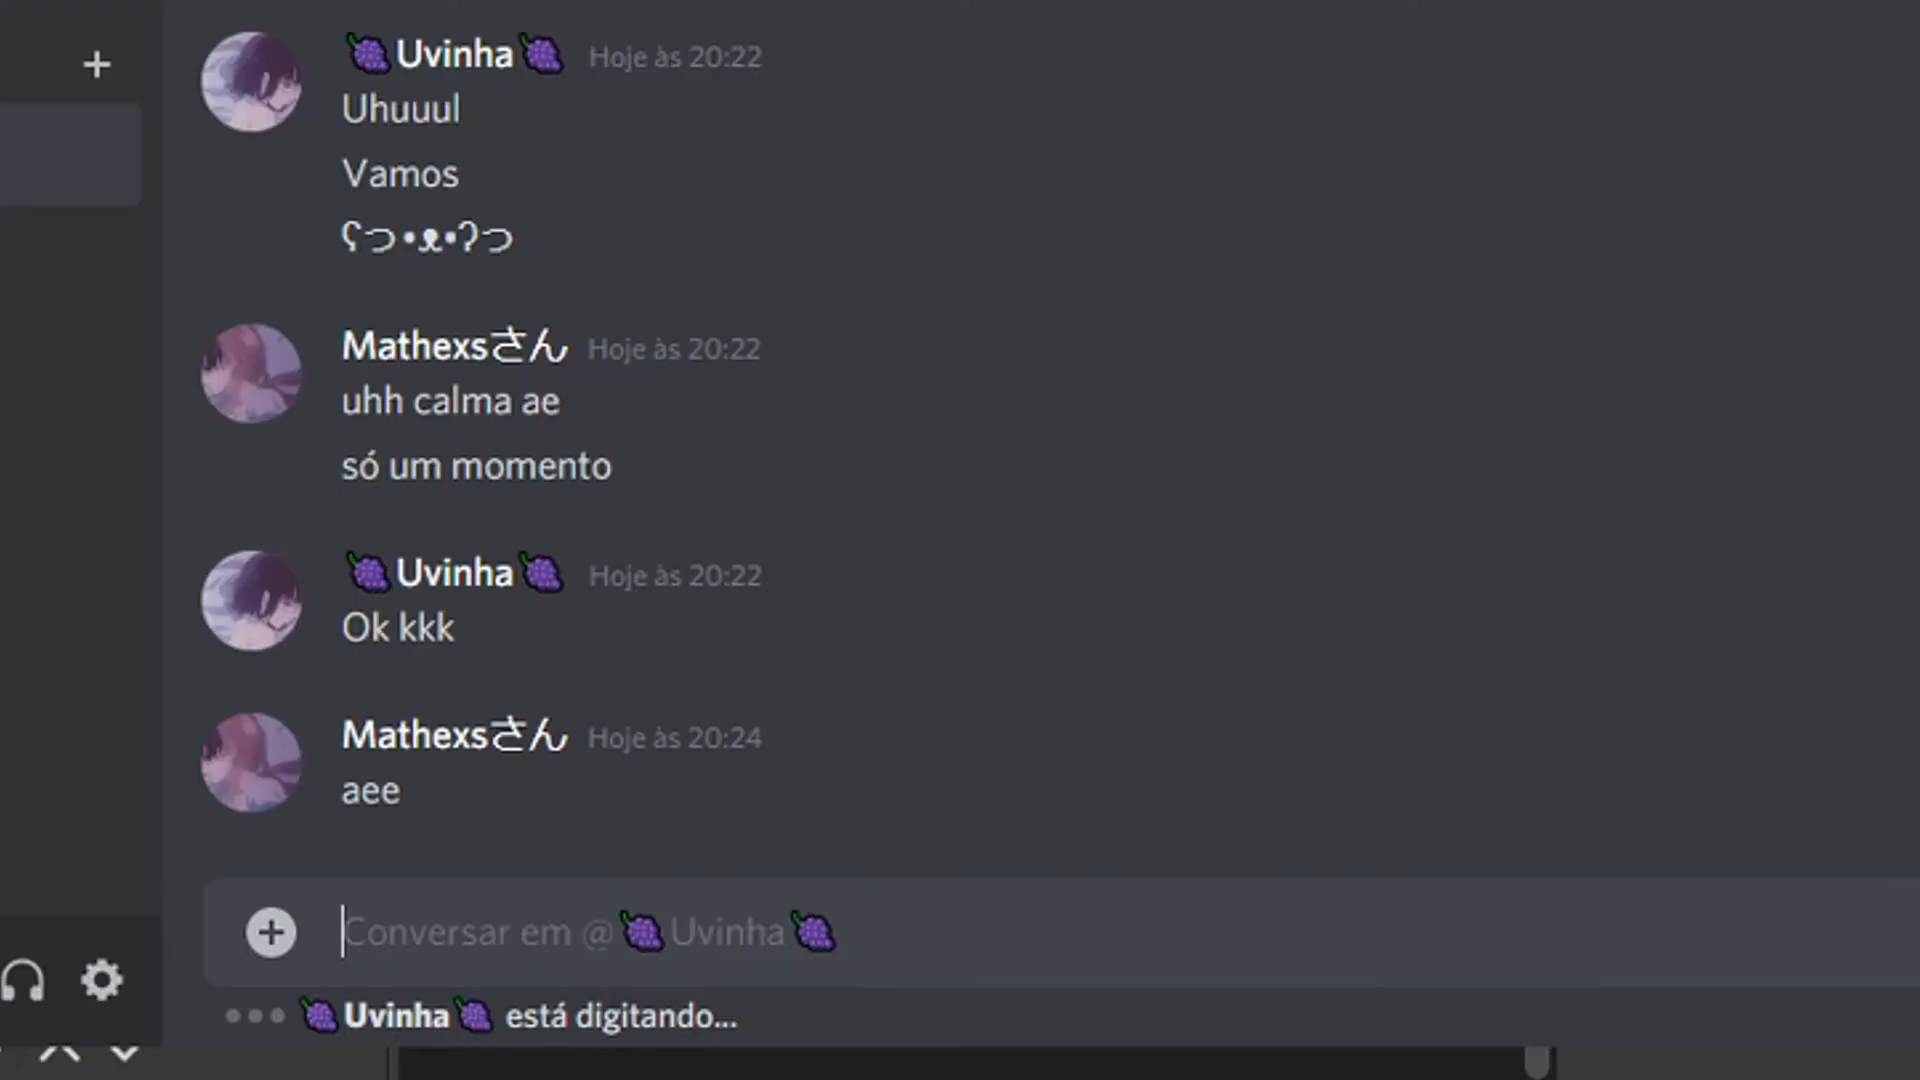 🍇Uvinha🍇 Hoje às 20:22
Uhuuul
Vamos
ʕつ•ᴥ•ʔつ
Mathexsさん Hoje às 20:22
uhh calma ae
só um momento
🍇Uvinha🍇 Hoje às 20:22
Ok kkk
Mathexsさん Hoje às 20:24
aee
Conversar em @🍇Uvinha🍇
🍇Uvinha🍇 está digitando...